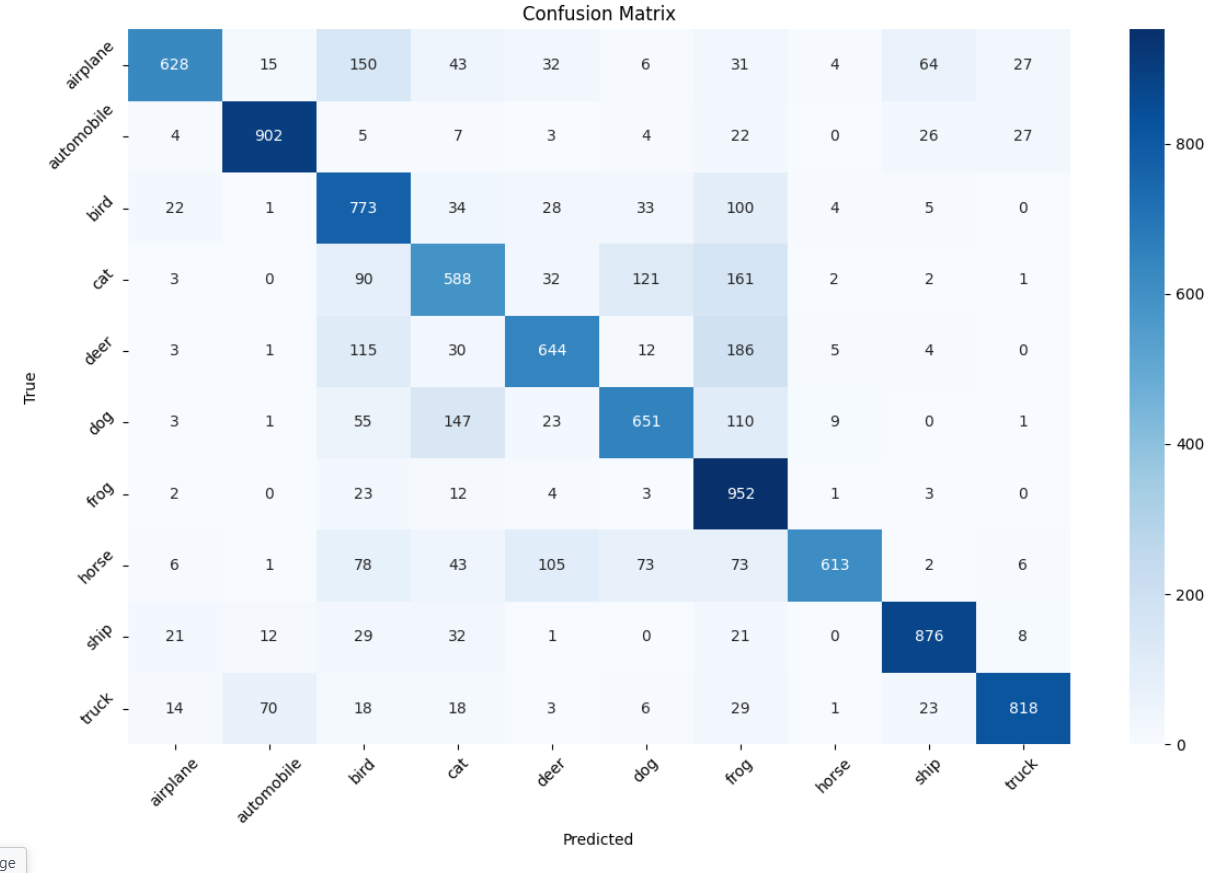 Confusion Matrix
airplane 628 15 150 43 32 6 31 4 64 27
automobile 4 902 5 7 3 4 22 0 26 27
800
bird 22 1 773 34 28 33 100 4 5 0
cat 3 0 90 588 32 121 161 2 2 1
600
deer 3 1 115 30 644 12 186 5 4 0
True
dog 3 1 55 147 23 651 110 9 0 1
400
frog 2 0 23 12 4 3 952 1 3 0
horse 6 1 78 43 105 73 73 613 2 6
200
ship 21 12 29 32 1 0 21 0 876 8
truck 14 70 18 18 3 6 29 1 23 818
0
airplane automobile bird cat deer dog frog horse ship truck
Predicted
ge